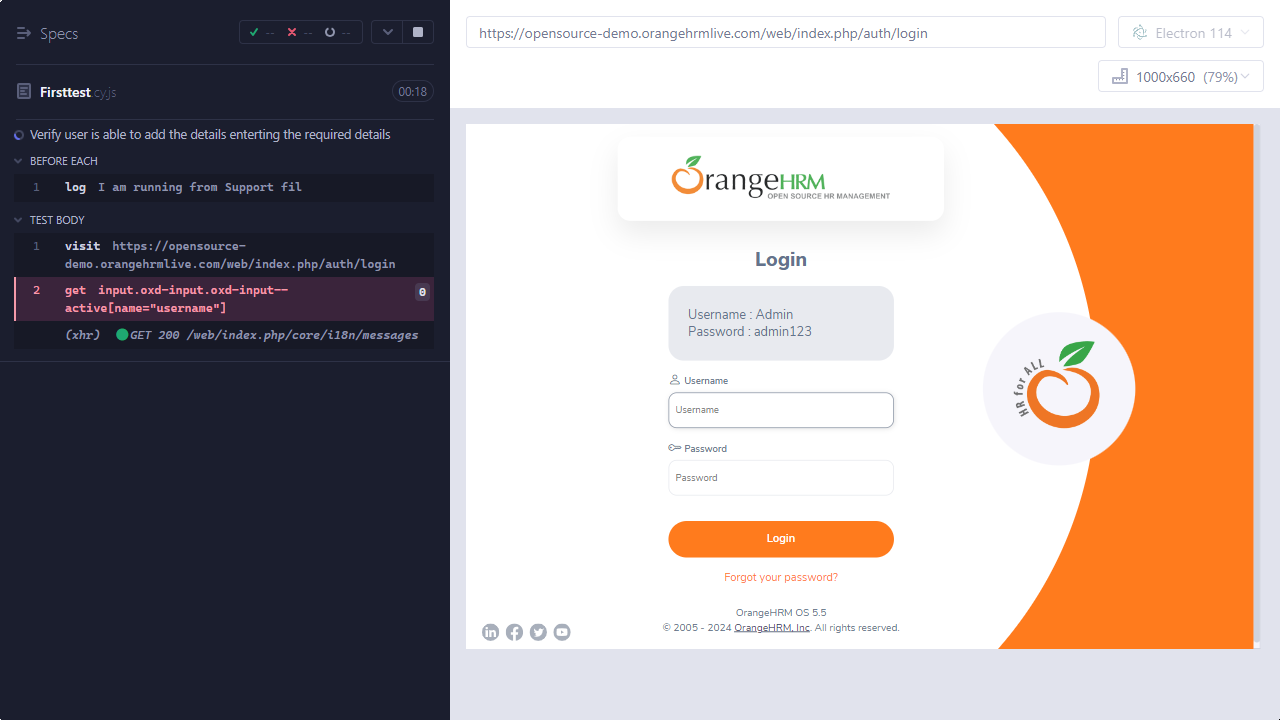 Specs
-- -- --
Firsttest.cy.js
00:18
Verify user is able to add the details enterting the required details
BEFORE EACH
1 log I am running from Support fil
TEST BODY
1 visit https://opensource-
demo.orangehrmlive.com/web/index.php/auth/login
2 get input.oxd-input.oxd-input--
active[name="username"]
0
(xhr) GET 200 /web/index.php/core/i18n/messages
https://opensource-demo.orangehrmlive.com/web/index.php/auth/login
Electron 114
1000x660 (79%)
OrangeHRM
OPEN SOURCE HR MANAGEMENT
Login
Username : Admin
Password : admin123
Username
Username
Password
Password
Login
Forgot your password?
OrangeHRM OS 5.5
© 2005 - 2024 OrangeHRM, Inc. All rights reserved.
HR for ALL